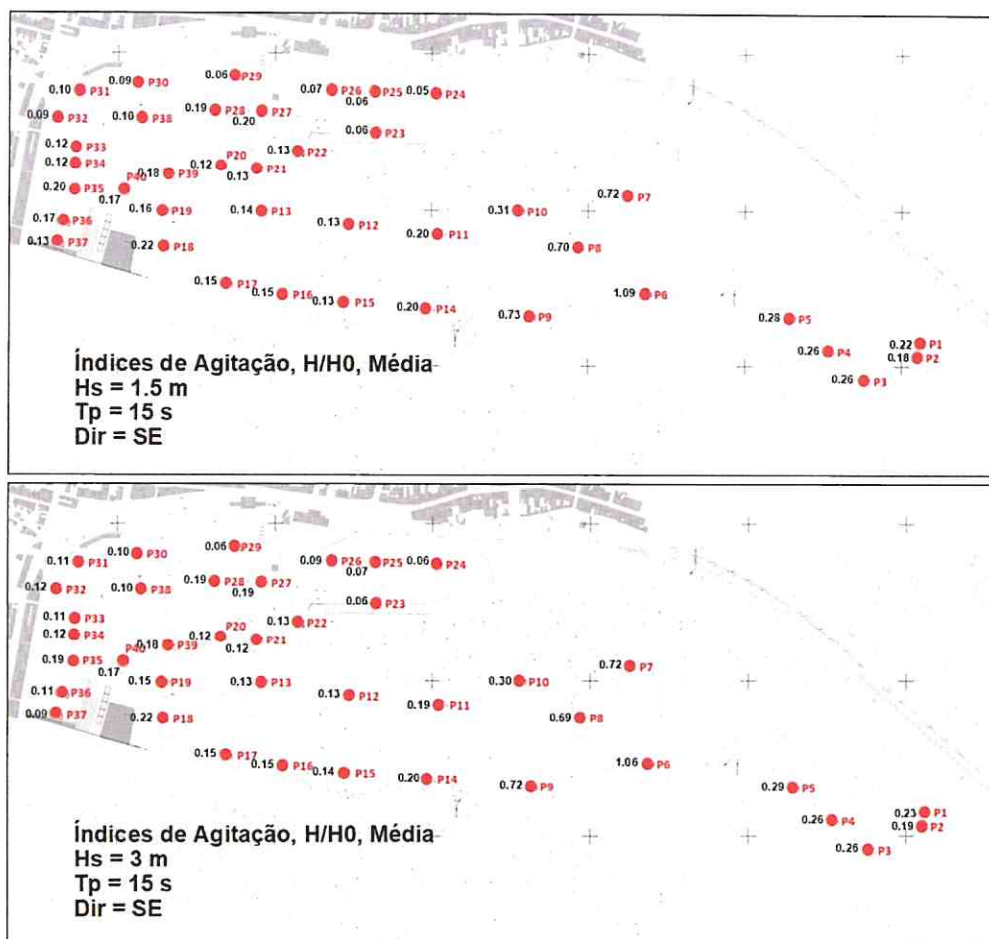 0.06 P29
0.09 P30
0.10 P31
0.07 P26
P25
0.06
0.05 P24
0.09 P32
0.10 P38
0.19 P28
P27
0.20
0.06 P23
0.12 P33
0.12 P34
0.13 P22
P20
0.12
P21
0.13
0.18 P39
0.20 P35
P40
0.17
0.72 P7
0.16 P19
0.14 P13
0.31 P10
0.17 P36
0.13 P12
0.20 P11
0.13 P37
0.22 P18
0.70 P8
0.15 P17
0.15 P16
0.13 P15
0.20 P14
1.09 P6
0.73 P9
0.28 P5
0.22 P1
0.18 P2
0.26 P4
0.26 P3
Índices de Agitação, H/H0, Média
Hs = 1.5 m
Tp = 15 s
Dir = SE
0.06 P29
0.10 P30
0.11 P31
0.09 P26
P25
0.07
0.06 P24
0.12 P32
0.10 P38
0.19 P28
P27
0.19
0.06 P23
0.11 P33
0.12 P34
0.13 P22
P20
0.12
P21
0.12
0.18 P39
0.19 P35
P40
0.17
0.72 P7
0.15 P19
0.13 P13
0.30 P10
0.11 P36
0.13 P12
0.19 P11
0.09 P37
0.22 P18
0.69 P8
0.15 P17
0.15 P16
0.14 P15
0.20 P14
1.06 P6
0.72 P9
0.29 P5
0.23 P1
0.19 P2
0.26 P4
0.26 P3
Índices de Agitação, H/H0, Média
Hs = 3 m
Tp = 15 s
Dir = SE